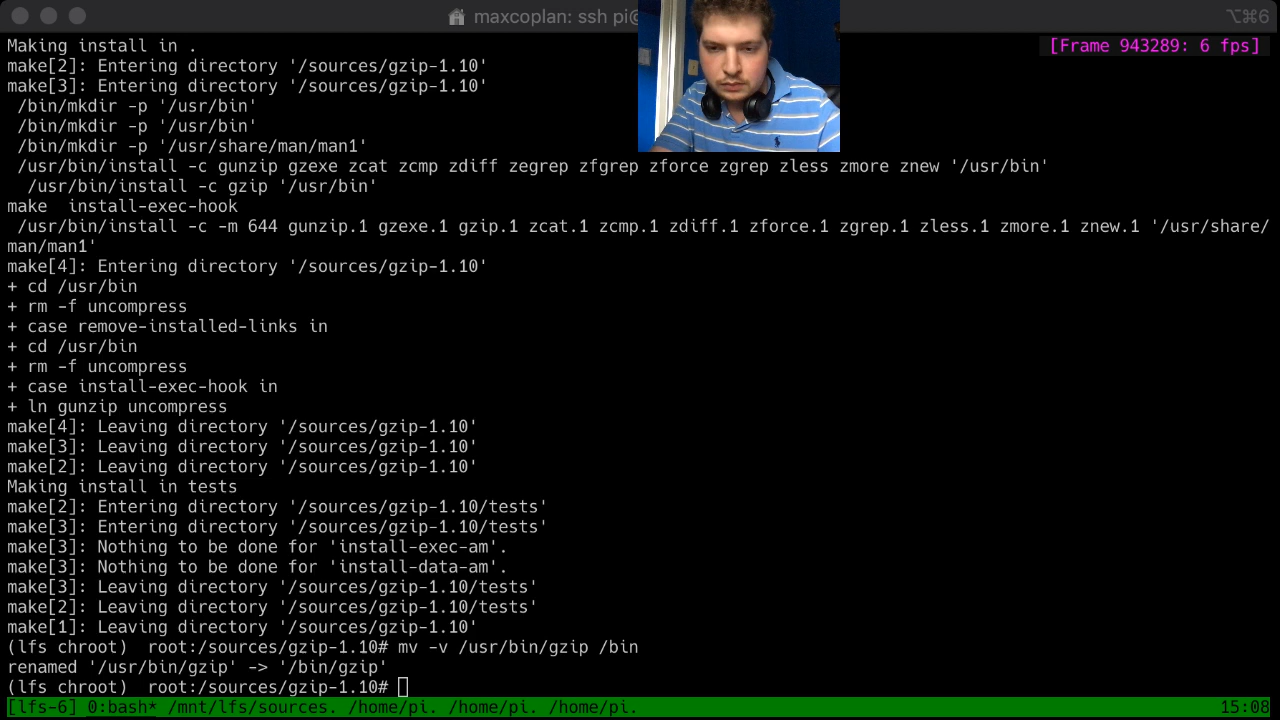 maxcoplan: ssh pi@
⌥⌘6
Making install in .
[Frame 943289: 6 fps]
make[2]: Entering directory '/sources/gzip-1.10'
make[3]: Entering directory '/sources/gzip-1.10'
 /bin/mkdir -p '/usr/bin'
 /bin/mkdir -p '/usr/bin'
 /bin/mkdir -p '/usr/share/man/man1'
 /usr/bin/install -c gunzip gzexe zcat zcmp zdiff zegrep zfgrep zforce zgrep zless zmore znew '/usr/bin'
  /usr/bin/install -c gzip '/usr/bin'
make  install-exec-hook
 /usr/bin/install -c -m 644 gunzip.1 gzexe.1 gzip.1 zcat.1 zcmp.1 zdiff.1 zforce.1 zgrep.1 zless.1 zmore.1 znew.1 '/usr/share/
man/man1'
make[4]: Entering directory '/sources/gzip-1.10'
+ cd /usr/bin
+ rm -f uncompress
+ case remove-installed-links in
+ cd /usr/bin
+ rm -f uncompress
+ case install-exec-hook in
+ ln gunzip uncompress
make[4]: Leaving directory '/sources/gzip-1.10'
make[3]: Leaving directory '/sources/gzip-1.10'
make[2]: Leaving directory '/sources/gzip-1.10'
Making install in tests
make[2]: Entering directory '/sources/gzip-1.10/tests'
make[3]: Entering directory '/sources/gzip-1.10/tests'
make[3]: Nothing to be done for 'install-exec-am'.
make[3]: Nothing to be done for 'install-data-am'.
make[3]: Leaving directory '/sources/gzip-1.10/tests'
make[2]: Leaving directory '/sources/gzip-1.10/tests'
make[1]: Leaving directory '/sources/gzip-1.10'
(lfs chroot)  root:/sources/gzip-1.10# mv -v /usr/bin/gzip /bin
renamed '/usr/bin/gzip' -> '/bin/gzip'
(lfs chroot)  root:/sources/gzip-1.10#
[lfs-6] 0:bash* /mnt/lfs/sources. /home/pi. /home/pi. /home/pi.
15:08